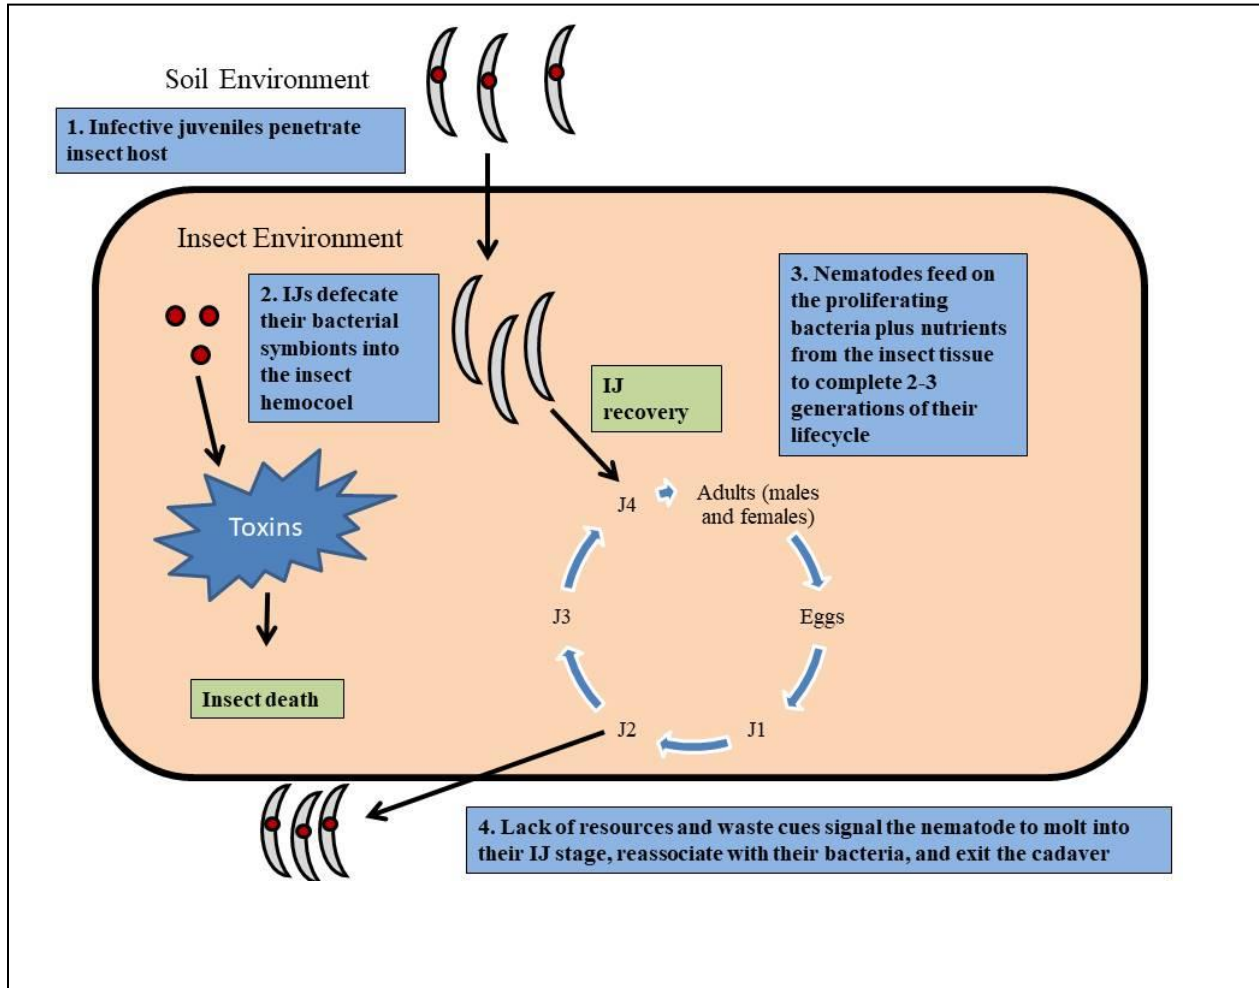 Soil Environment
1. Infective juveniles penetrate
insect host
Insect Environment
2. IJs defecate
their bacterial
symbionts into
the insect
hemocoel
3. Nematodes feed on
the proliferating
bacteria plus nutrients
from the insect tissue
to complete 2-3
generations of their
lifecycle
IJ
recovery
Toxins
Insect death
J4
Adults (males
and females)
Eggs
J1
J2
J3
4. Lack of resources and waste cues signal the nematode to molt into
their IJ stage, reassociate with their bacteria, and exit the cadaver